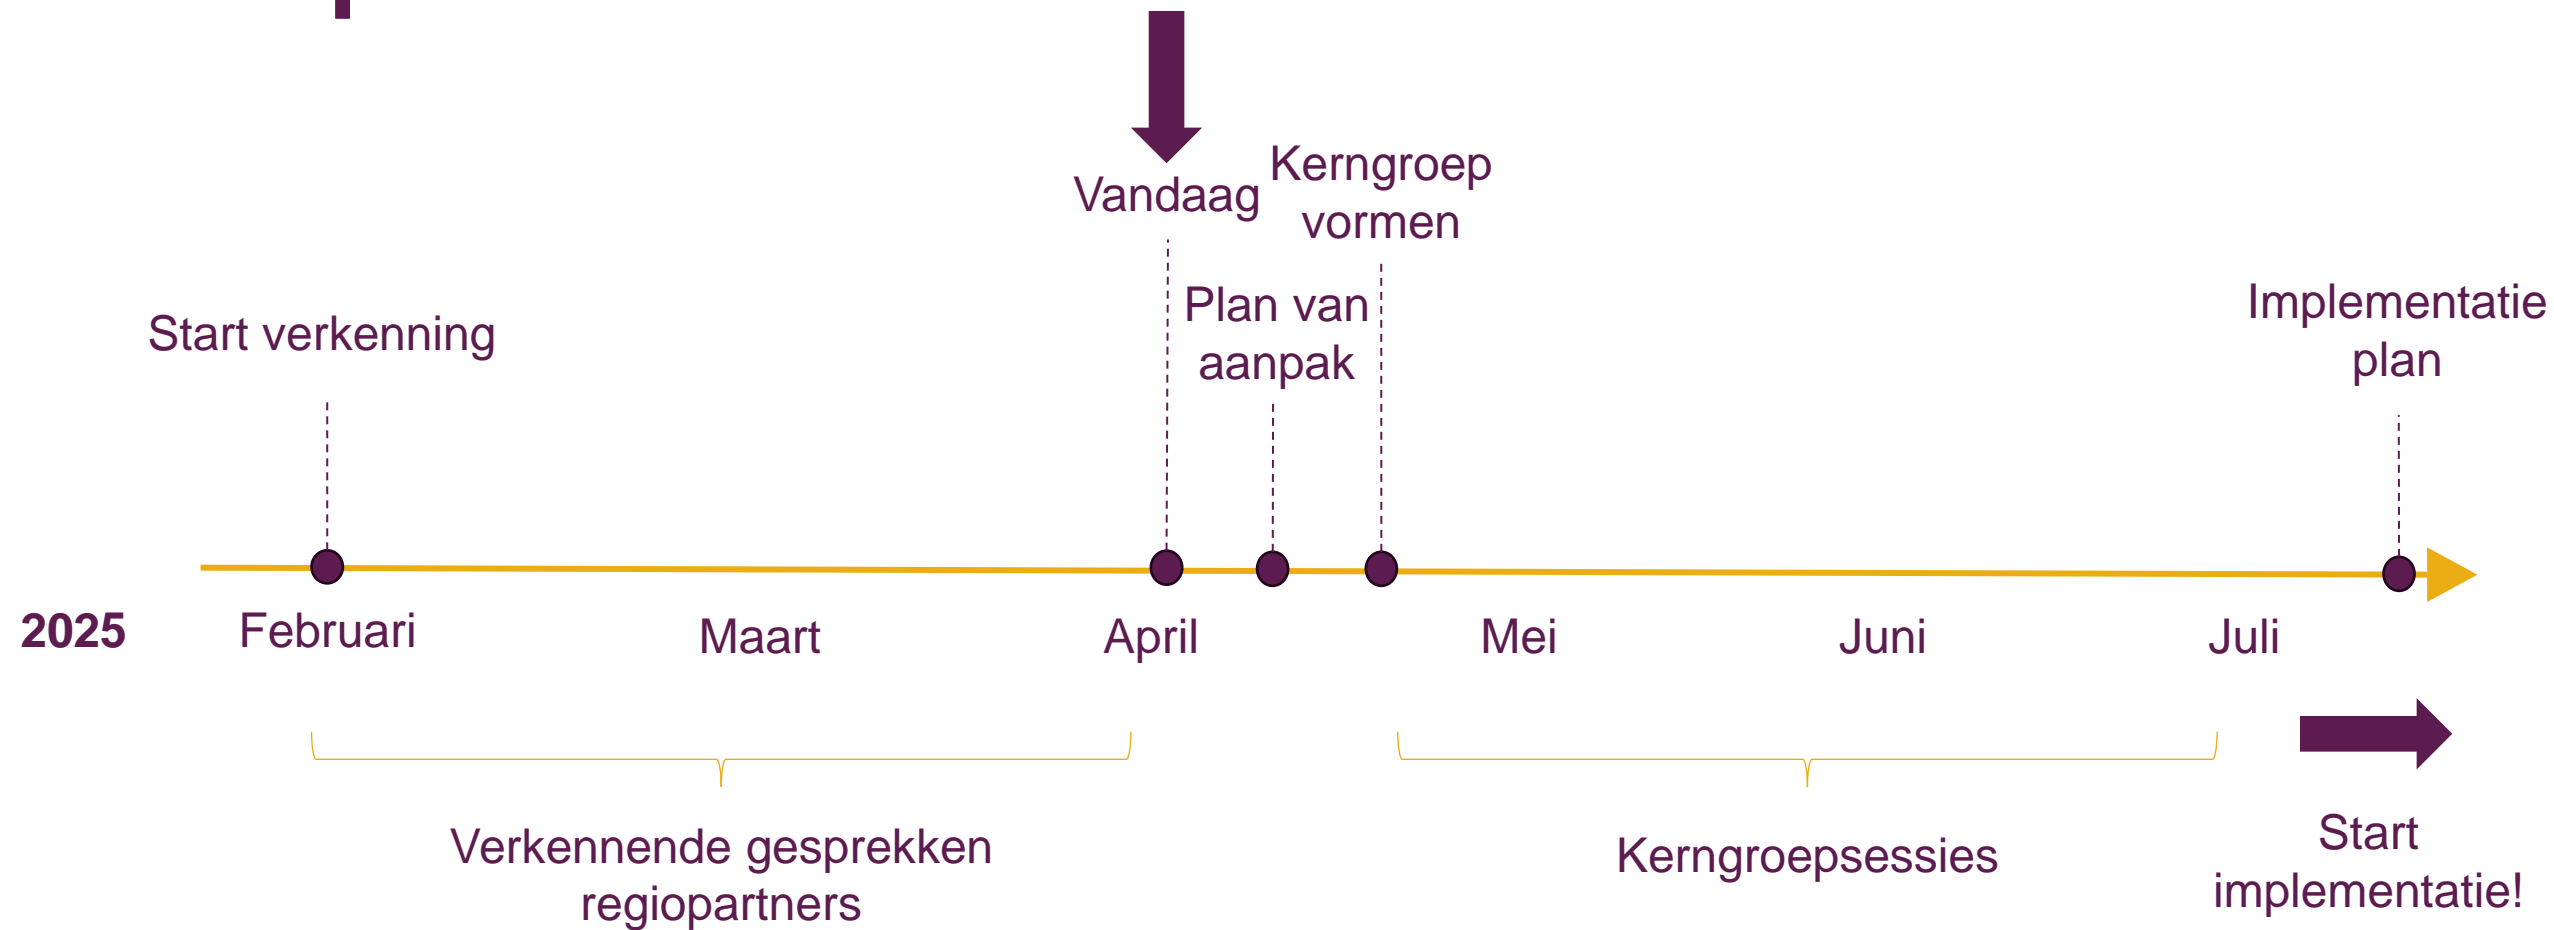 Vandaag
Kerngroep
vormen
Start verkenning
Plan van
aanpak
Implementatie
plan
2025
Februari
Maart
April
Mei
Juni
Juli
Verkennende gesprekken
regiopartners
Kerngroepsessies
Start
implementatie!